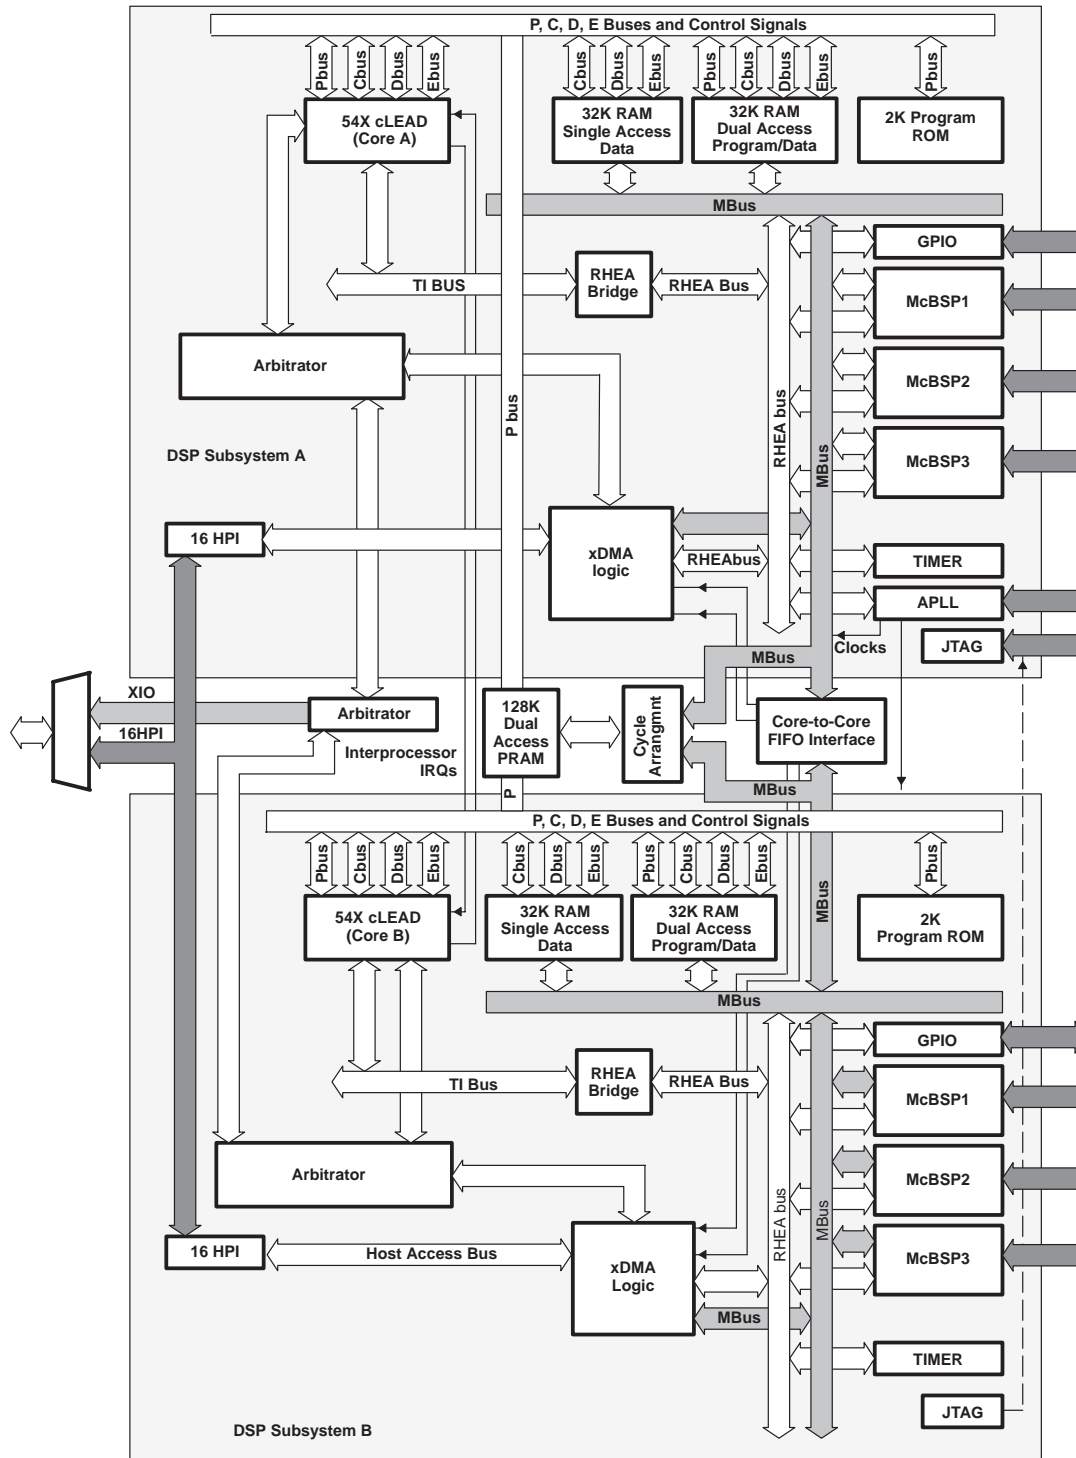 P, C, D, E Buses and Control Signals
Pbus
Cbus
Dbus
Ebus
Cbus
Dbus
Ebus
Pbus
Cbus
Dbus
Ebus
Pbus
54X cLEAD
(Core A)
32K RAM
Single Access
Data
32K RAM
Dual Access
Program/Data
2K Program
ROM
MBus
GPIO
TI BUS
RHEA
Bridge
RHEA Bus
McBSP1
Arbitrator
McBSP2
P bus
RHEA bus
MBus
McBSP3
DSP Subsystem A
16 HPI
xDMA
logic
RHEAbus
TIMER
APLL
Clocks
JTAG
MBus
XIO
16HPI
Arbitrator
Interprocessor
IRQs
128K
Dual
Access
PRAM
Cycle
Arrangmnt
Core-to-Core
FIFO Interface
MBus
P
P, C, D, E Buses and Control Signals
Pbus
Cbus
Dbus
Ebus
Cbus
Dbus
Ebus
Pbus
Cbus
Dbus
Ebus
Pbus
MBus
54X cLEAD
(Core B)
32K RAM
Single Access
Data
32K RAM
Dual Access
Program/Data
2K
Program ROM
MBus
GPIO
TI Bus
RHEA
Bridge
RHEA Bus
McBSP1
Arbitrator
McBSP2
RHEA bus
MBus
16 HPI
Host Access Bus
xDMA
Logic
McBSP3
MBus
TIMER
JTAG
DSP Subsystem B